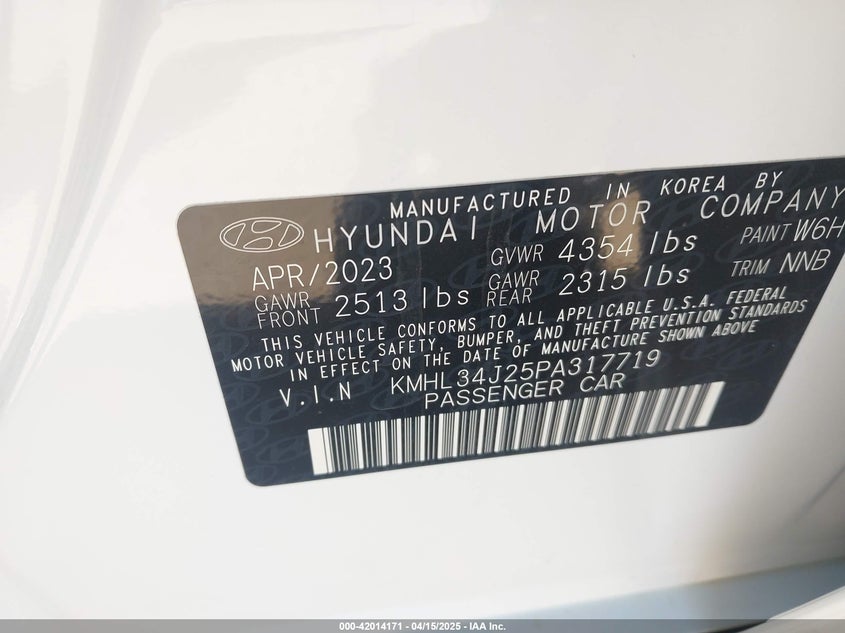 MANUFACTURED IN KOREA BY
HYUNDAI MOTOR COMPANY
APR/2023 GVWR 4354 lbs PAINT W6H
GAWR FRONT 2513 lbs GAWR REAR 2315 lbs TRIM NNB
THIS VEHICLE CONFORMS TO ALL APPLICABLE U.S.A. FEDERAL
MOTOR VEHICLE SAFETY, BUMPER, AND THEFT PREVENTION STANDARDS
IN EFFECT ON THE DATE OF MANUFACTURE SHOWN ABOVE
V.I.N KMHL34J25PA317719
PASSENGER CAR
000-42014171 - 04/15/2025 - IAA Inc.